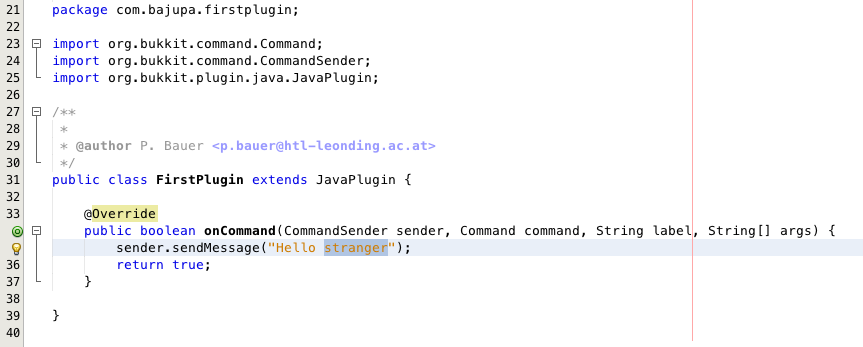 21 package com.bajupa.firstplugin;
22
23 import org.bukkit.command.Command;
24 import org.bukkit.command.CommandSender;
25 import org.bukkit.plugin.java.JavaPlugin;
26
27 /**
28  *
29  * @author P. Bauer <p.bauer@htl-leonding.ac.at>
30  */
31 public class FirstPlugin extends JavaPlugin {
32
33     @Override
    public boolean onCommand(CommandSender sender, Command command, String label, String[] args) {
        sender.sendMessage("Hello stranger");
36         return true;
37     }
38
39 }
40